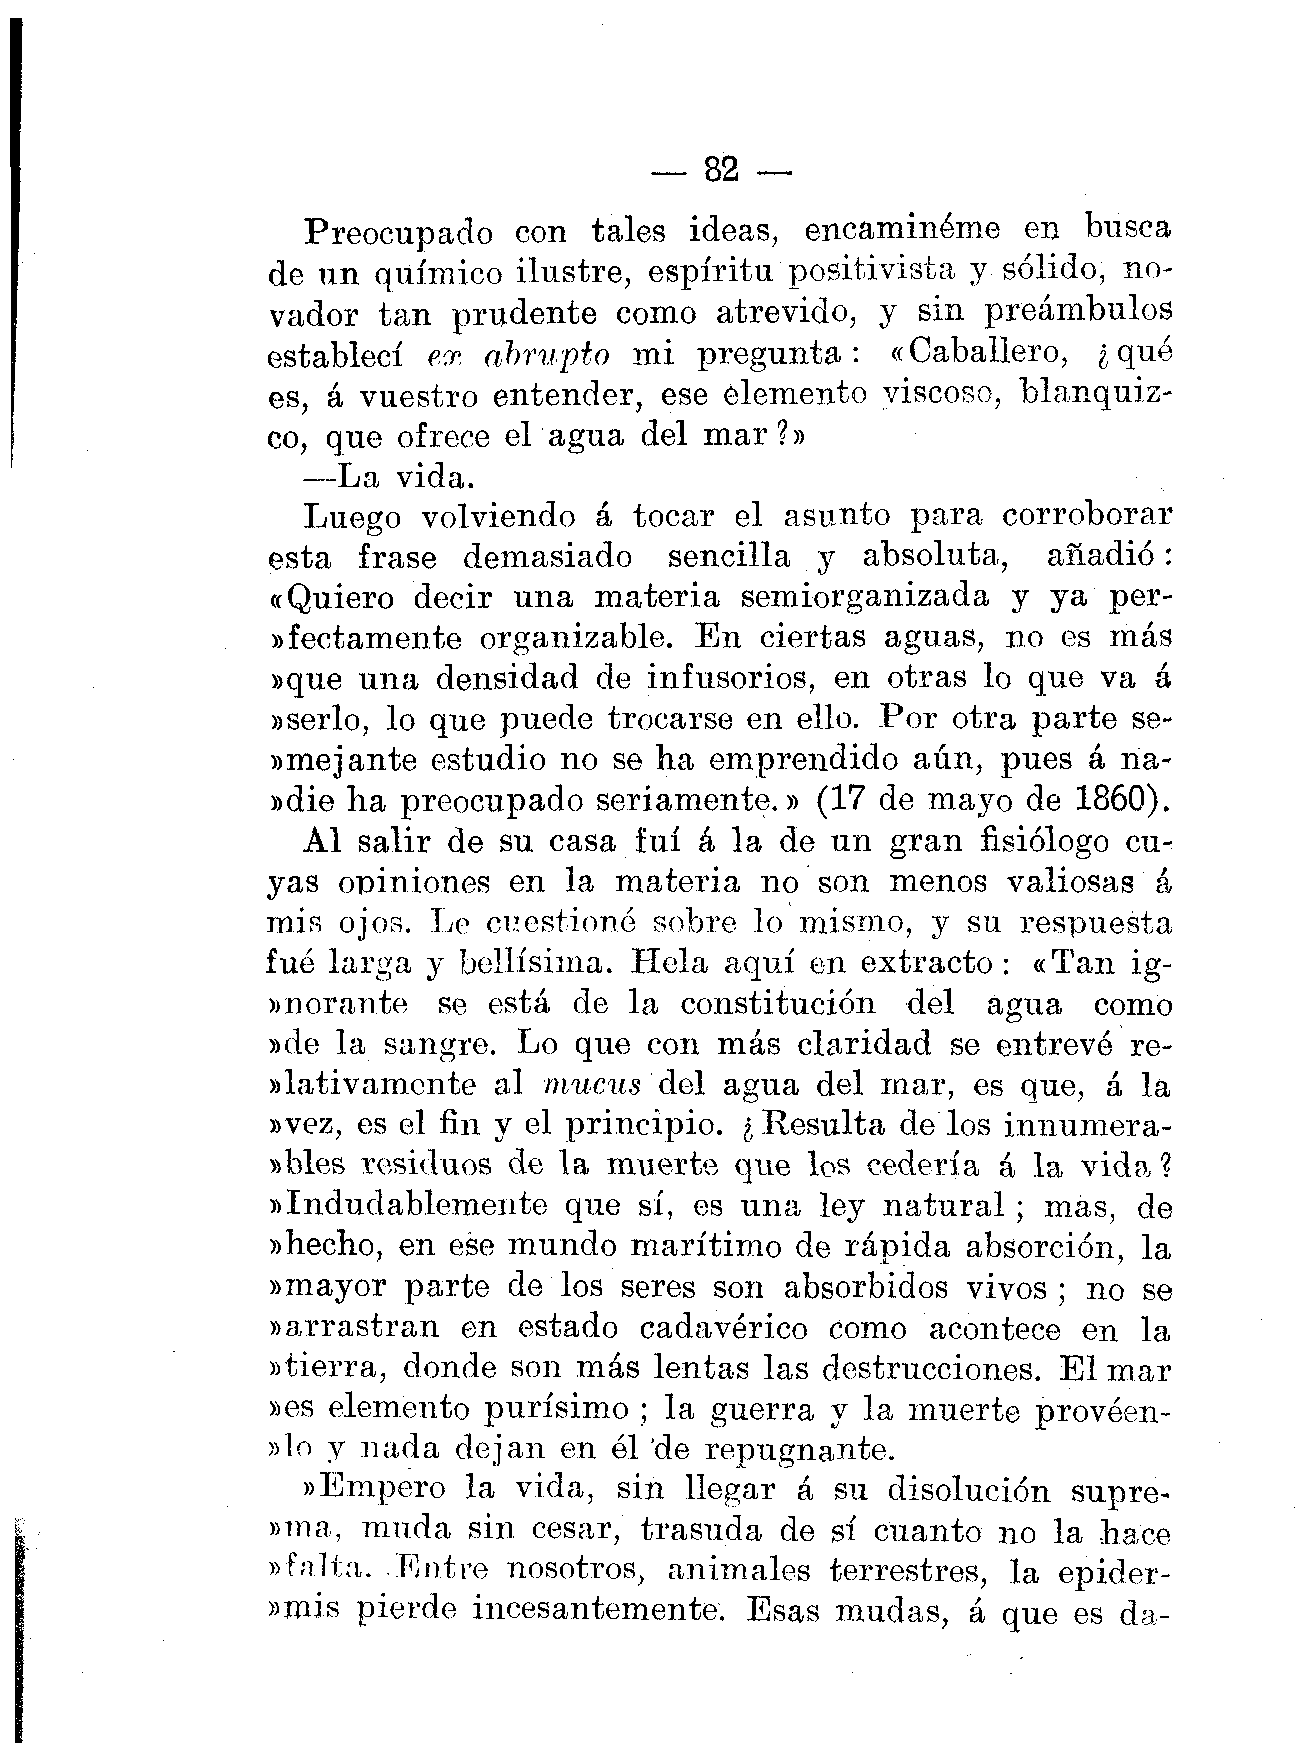 — 82 —
Preocupado con tales ideas, encaminéme en busca
de un químico ilustre, espíritu positivista y sólido, no-
vador tan prudente como atrevido, y sin preámbulos
establecí ex abrupto mi pregunta: «Caballero, ¿qué
es, á vuestro entender, ese elemento viscoso, blanquiz-
co, que ofrece el agua del mar?»
—La vida.
Luego volviendo á tocar el asunto para corroborar
esta frase demasiado sencilla y absoluta, añadió:
«Quiero decir una materia semiorganizada y ya per-
»fectamente organizable. En ciertas aguas, no es más
»que una densidad de infusorios, en otras lo que va á
»serlo, lo que puede trocarse en ello. Por otra parte se-
»mejante estudio no se ha emprendido aún, pues á na-
»die ha preocupado seriamente.» (17 de mayo de 1860).
Al salir de su casa fuí á la de un gran fisiólogo cu-
yas opiniones en la materia no son menos valiosas á
mis ojos. Le cuestioné sobre lo mismo, y su respuesta
fué larga y bellísima. Hela aquí en extracto: «Tan ig-
»norante se está de la constitución del agua como
»de la sangre. Lo que con más claridad se entrevé re-
»lativamente al mucus del agua del mar, es que, á la
»vez, es el fin y el principio. ¿Resulta de los innumera-
»bles residuos de la muerte que los cedería á la vida?
»Indudablemente que sí, es una ley natural; mas, de
»hecho, en ese mundo marítimo de rápida absorción, la
»mayor parte de los seres son absorbidos vivos; no se
»arrastran en estado cadavérico como acontece en la
»tierra, donde son más lentas las destrucciones. El mar
»es elemento purísimo; la guerra y la muerte provéen-
»lo y nada dejan en él de repugnante.
»Empero la vida, sin llegar á su disolución supre-
»ma, muda sin cesar, trasuda de sí cuanto no la hace
»falta. Entre nosotros, animales terrestres, la epider-
»mis pierde incesantemente. Esas mudas, á que es da-